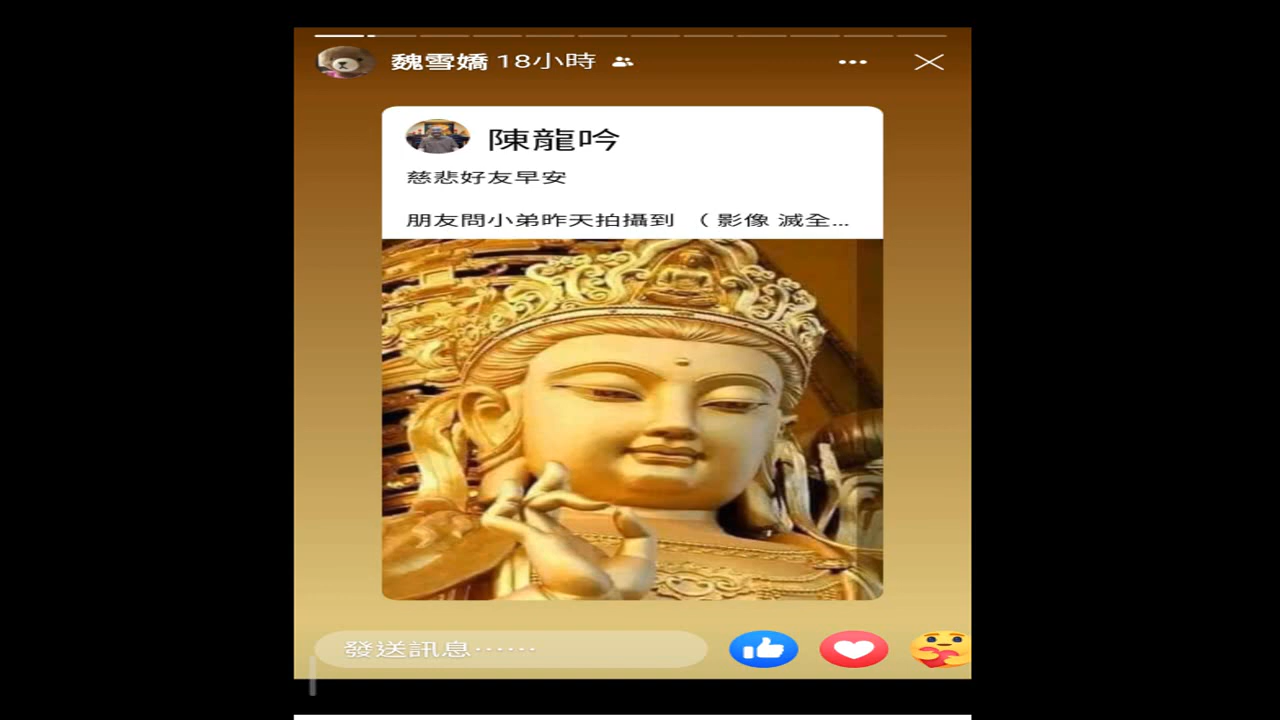 魏雪嬌 18小時
陳龍吟
慈悲好友早安
朋友問小弟昨天拍攝到 （ 影像 滅全...
發送訊息……